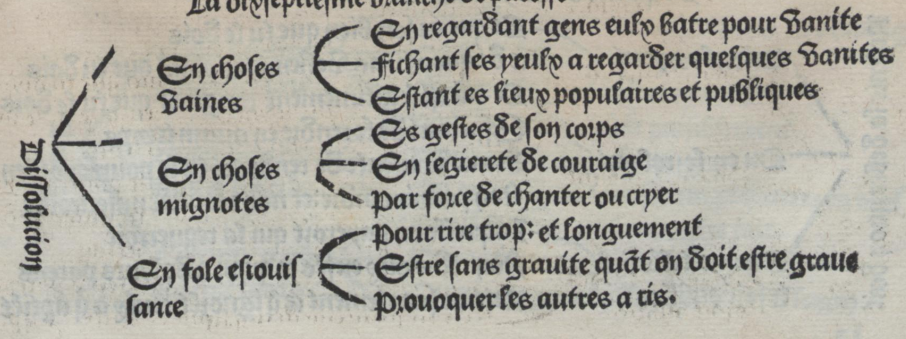 La dixseptiesme branche de
Dissolucion
En choses
vaines
En regardant gens eulx batre pour vanite
Fichant ses yeulx a regarder quelques vanites
Estant es lieux populaires et publiques
En choses
mignotes
Es gestes de son corps
En legierete de couraige
Par force de chanter ou cryer
En fole esiouis
sance
Pour rire trop: et longuement
Estre sans grauite quãt on doit estre graue
Prouoquer les autres a ris.